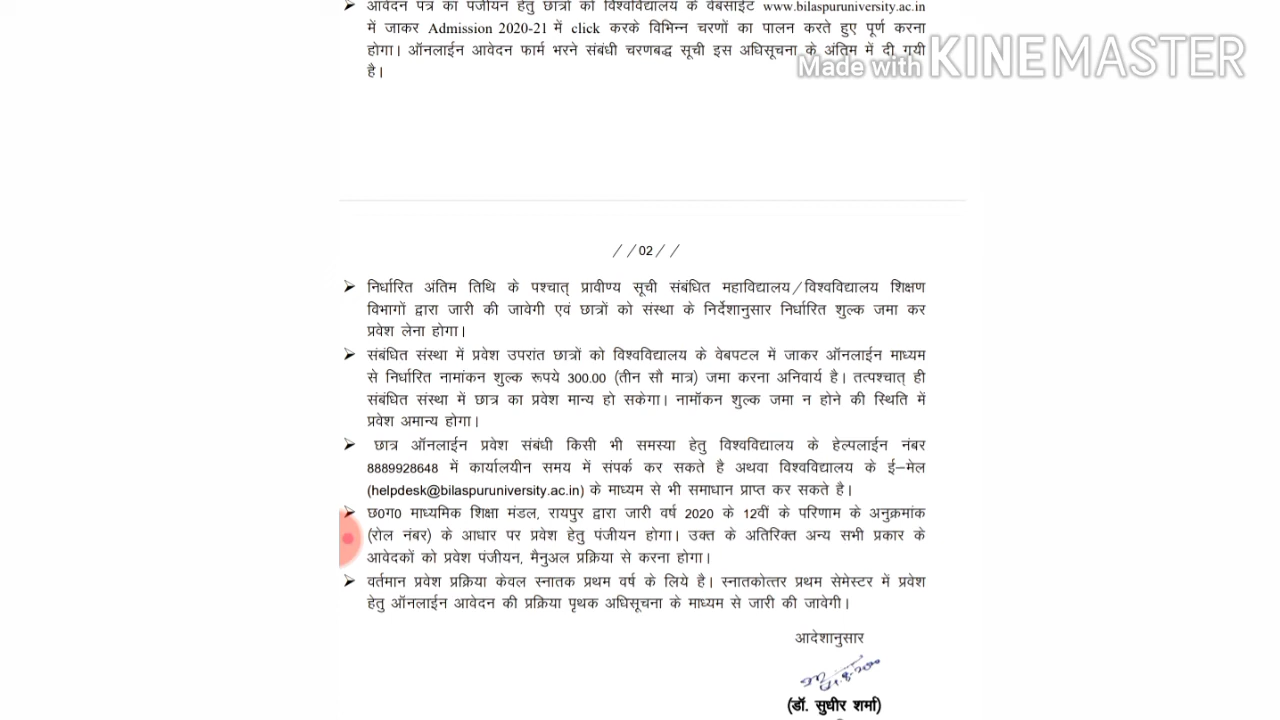 ➤ आवेदन पत्र का पंजीयन हेतु छात्रों को विश्वविद्यालय के वेबसाईट www.bilaspuruniversity.ac.in
में जाकर Admission 2020-21 में click करके विभिन्न चरणों का पालन करते हुए पूर्ण करना
होगा। ऑनलाईन आवेदन फार्म भरने संबंधी चरणबद्ध सूची इस अधिसूचना के अंतिम में दी गयी
है।
Made with KINEMASTER
//02//
➤ निर्धारित अंतिम तिथि के पश्चात् प्रावीण्य सूची संबंधित महाविद्यालय/विश्वविद्यालय शिक्षण
विभागों द्वारा जारी की जावेगी एवं छात्रों को संस्था के निर्देशानुसार निर्धारित शुल्क जमा कर
प्रवेश लेना होगा।
➤ संबंधित संस्था में प्रवेश उपरांत छात्रों को विश्वविद्यालय के वेबपटल में जाकर ऑनलाईन माध्यम
से निर्धारित नामांकन शुल्क रूपये 300.00 (तीन सौ मात्र) जमा करना अनिवार्य है। तत्पश्चात् ही
संबंधित संस्था में छात्र का प्रवेश मान्य हो सकेगा। नामॉकन शुल्क जमा न होने की स्थिति में
प्रवेश अमान्य होगा।
➤ छात्र ऑनलाईन प्रवेश संबंधी किसी भी समस्या हेतु विश्वविद्यालय के हेल्पलाईन नंबर
8889928648 में कार्यालयीन समय में संपर्क कर सकते है अथवा विश्वविद्यालय के ई–मेल
(helpdesk@bilaspuruniversity.ac.in) के माध्यम से भी समाधान प्राप्त कर सकते है।
➤ छ0ग0 माध्यमिक शिक्षा मंडल, रायपुर द्वारा जारी वर्ष 2020 के 12वीं के परिणाम के अनुक्रमांक
(रोल नंबर) के आधार पर प्रवेश हेतु पंजीयन होगा। उक्त के अतिरिक्त अन्य सभी प्रकार के
आवेदकों को प्रवेश पंजीयन, मैनुअल प्रक्रिया से करना होगा।
➤ वर्तमान प्रवेश प्रक्रिया केवल स्नातक प्रथम वर्ष के लिये है। स्नातकोत्तर प्रथम सेमेस्टर में प्रवेश
हेतु ऑनलाईन आवेदन की प्रक्रिया पृथक अधिसूचना के माध्यम से जारी की जावेगी।
आदेशानुसार
(डॉ. सुधीर शर्मा)